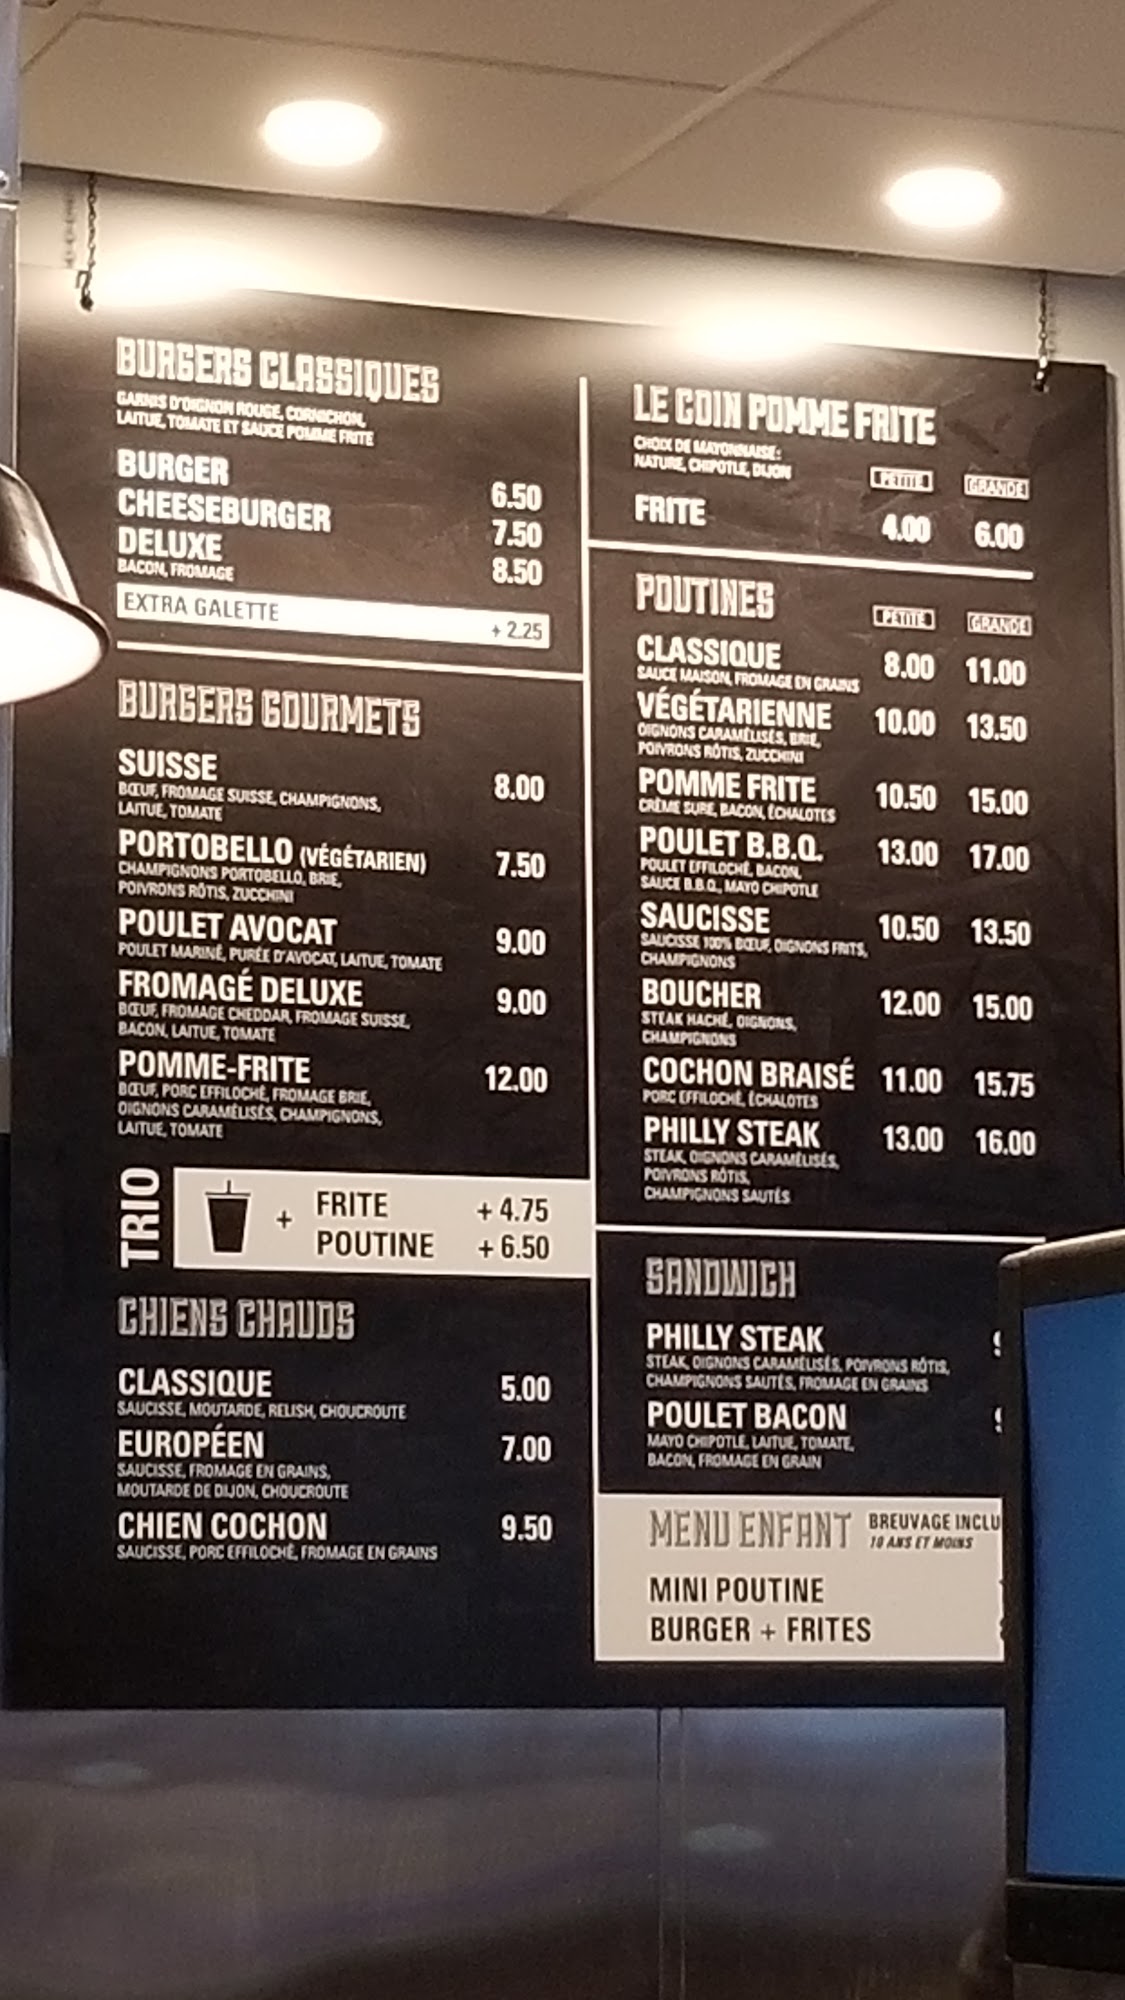 BURGERS CLASSIQUES
GARNIS D'OIGNON ROUGE, CORNICHON,
LAITUE, TOMATE ET SAUCE POMME FRITE
BURGER 6.50
CHEESEBURGER 7.50
DELUXE 8.50
BACON, FROMAGE
EXTRA GALETTE + 2.25
BURGERS GOURMETS
SUISSE 8.00
BŒUF, FROMAGE SUISSE, CHAMPIGNONS,
LAITUE, TOMATE
PORTOBELLO (VÉGÉTARIEN) 7.50
CHAMPIGNONS PORTOBELLO, BRIE,
POIVRONS RÔTIS, ZUCCHINI
POULET AVOCAT 9.00
POULET MARINÉ, PURÉE D'AVOCAT, LAITUE, TOMATE
FROMAGÉ DELUXE 9.00
BŒUF, FROMAGE CHEDDAR, FROMAGE SUISSE,
BACON, LAITUE, TOMATE
POMME-FRITE 12.00
BŒUF, PORC EFFILOCHÉ, FROMAGE BRIE,
OIGNONS CARAMÉLISÉS, CHAMPIGNONS,
LAITUE, TOMATE
TRIO
+ FRITE + 4.75
POUTINE + 6.50
CHIENS CHAUDS
CLASSIQUE 5.00
SAUCISSE, MOUTARDE, RELISH, CHOUCROUTE
EUROPÉEN 7.00
SAUCISSE, FROMAGE EN GRAINS,
MOUTARDE DE DIJON, CHOUCROUTE
CHIEN COCHON 9.50
SAUCISSE, PORC EFFILOCHÉ, FROMAGE EN GRAINS
LE COIN POMME FRITE
CHOIX DE MAYONNAISE:
NATURE, CHIPOTLE, DIJON
PETITE GRANDE
FRITE 4.00 6.00
POUTINES
PETITE GRANDE
CLASSIQUE 8.00 11.00
SAUCE MAISON, FROMAGE EN GRAINS
VÉGÉTARIENNE 10.00 13.50
OIGNONS CARAMÉLISÉS, BRIE,
POIVRONS RÔTIS, ZUCCHINI
POMME FRITE 10.50 15.00
CRÈME SURE, BACON, ÉCHALOTES
POULET B.B.Q. 13.00 17.00
POULET EFFILOCHÉ, BACON,
SAUCE B.B.Q., MAYO CHIPOTLE
SAUCISSE 10.50 13.50
SAUCISSE 100% BŒUF, OIGNONS FRITS,
CHAMPIGNONS
BOUCHER 12.00 15.00
STEAK HACHÉ, OIGNONS,
CHAMPIGNONS
COCHON BRAISÉ 11.00 15.75
PORC EFFILOCHÉ, ÉCHALOTES
PHILLY STEAK 13.00 16.00
STEAK, OIGNONS CARAMÉLISÉS,
POIVRONS RÔTIS,
CHAMPIGNONS SAUTÉS
SANDWICH
PHILLY STEAK
STEAK, OIGNONS CARAMÉLISÉS, POIVRONS RÔTIS,
CHAMPIGNONS SAUTÉS, FROMAGE EN GRAINS
POULET BACON
MAYO CHIPOTLE, LAITUE, TOMATE,
BACON, FROMAGE EN GRAIN
MENU ENFANT BREUVAGE INCLU
10 ANS ET MOINS
MINI POUTINE
BURGER + FRITES